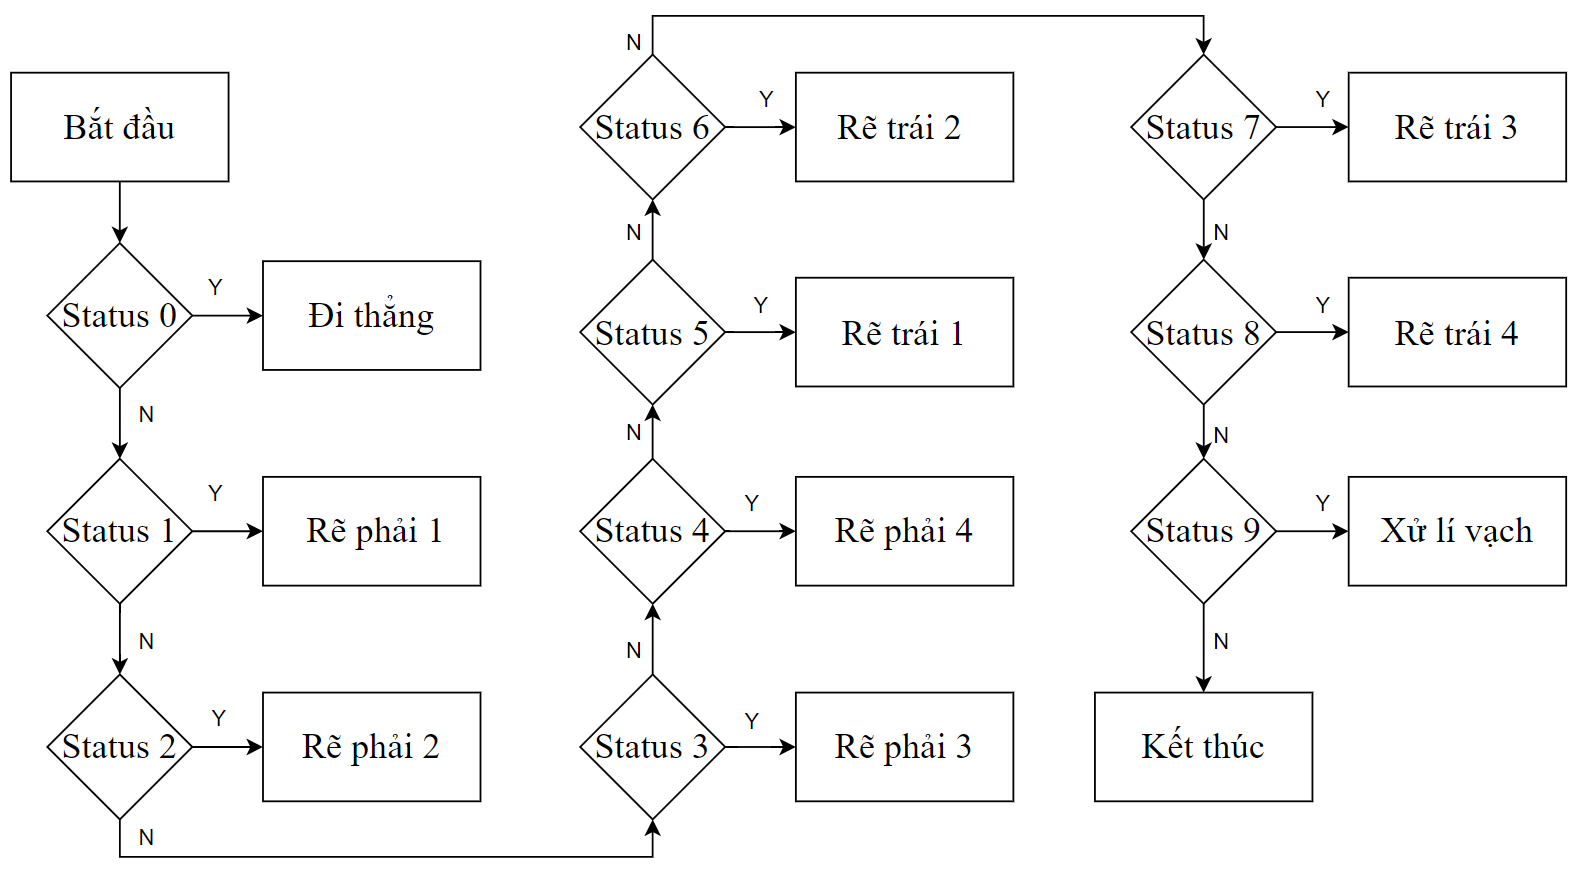 Bắt đầu
Status 0
Y
Đi thẳng
N
Status 1
Y
Rẽ phải 1
N
Status 2
Y
Rẽ phải 2
N
Status 3
Y
Rẽ phải 3
N
Status 4
Y
Rẽ phải 4
N
Status 5
Y
Rẽ trái 1
N
Status 6
Y
Rẽ trái 2
N
Status 7
Y
Rẽ trái 3
N
Status 8
Y
Rẽ trái 4
N
Status 9
Y
Xử lí vạch
N
Kết thúc